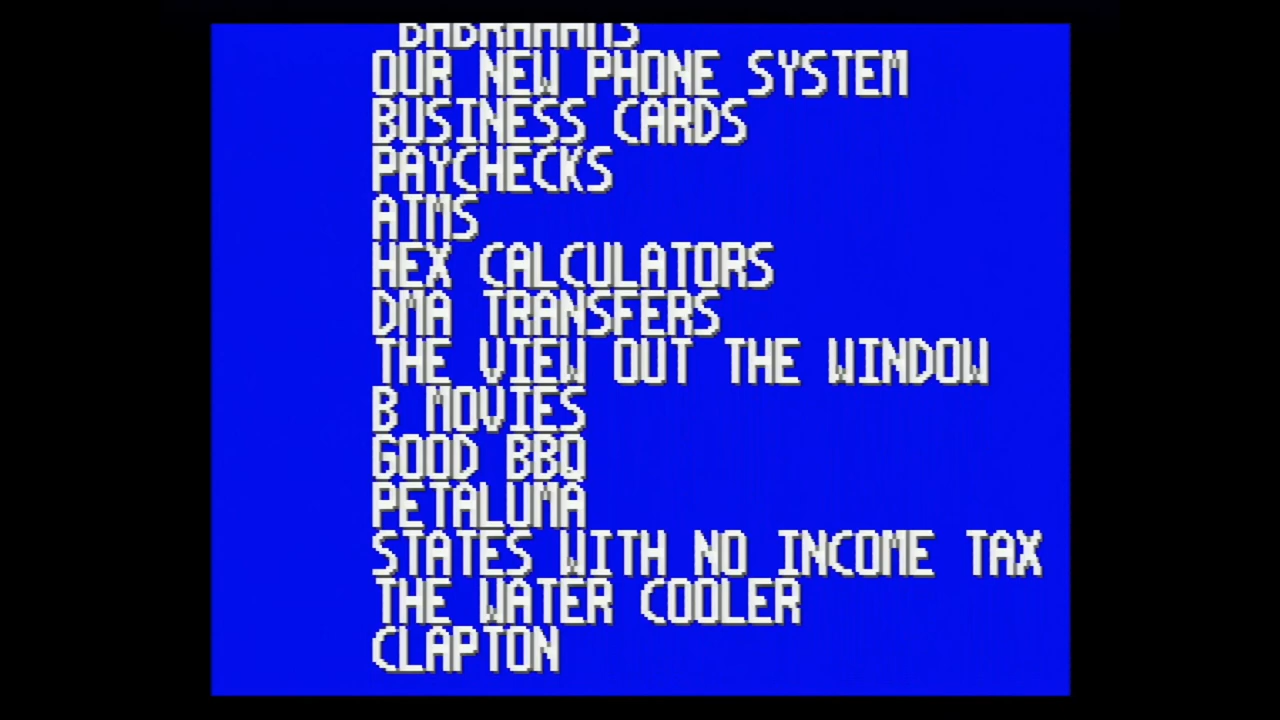 OUR NEW PHONE SYSTEM
BUSINESS CARDS
PAYCHECKS
ATMS
HEX CALCULATORS
DMA TRANSFERS
THE VIEW OUT THE WINDOW
B MOVIES
GOOD BBQ
PETALUMA
STATES WITH NO INCOME TAX
THE WATER COOLER
CLAPTON